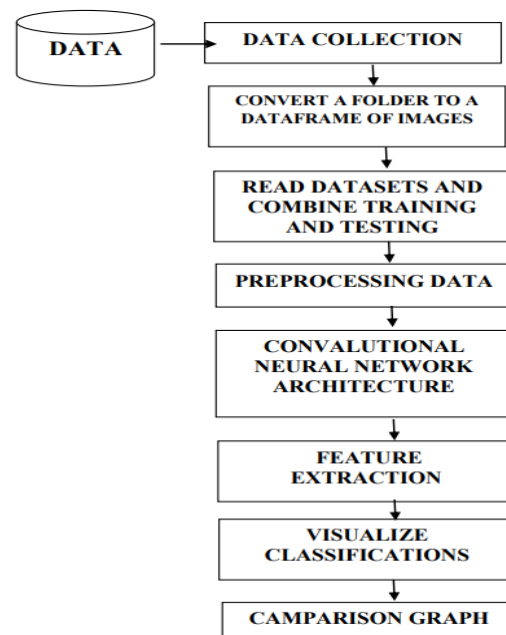 DATA
DATA COLLECTION
CONVERT A FOLDER TO A
DATAFRAME OF IMAGES
READ DATASETS AND
COMBINE TRAINING
AND TESTING
PREPROCESSING DATA
CONVALUTIONAL
NEURAL NETWORK
ARCHITECTURE
FEATURE
EXTRACTION
VISUALIZE
CLASSIFICATIONS
CAMPARISON GRAPH